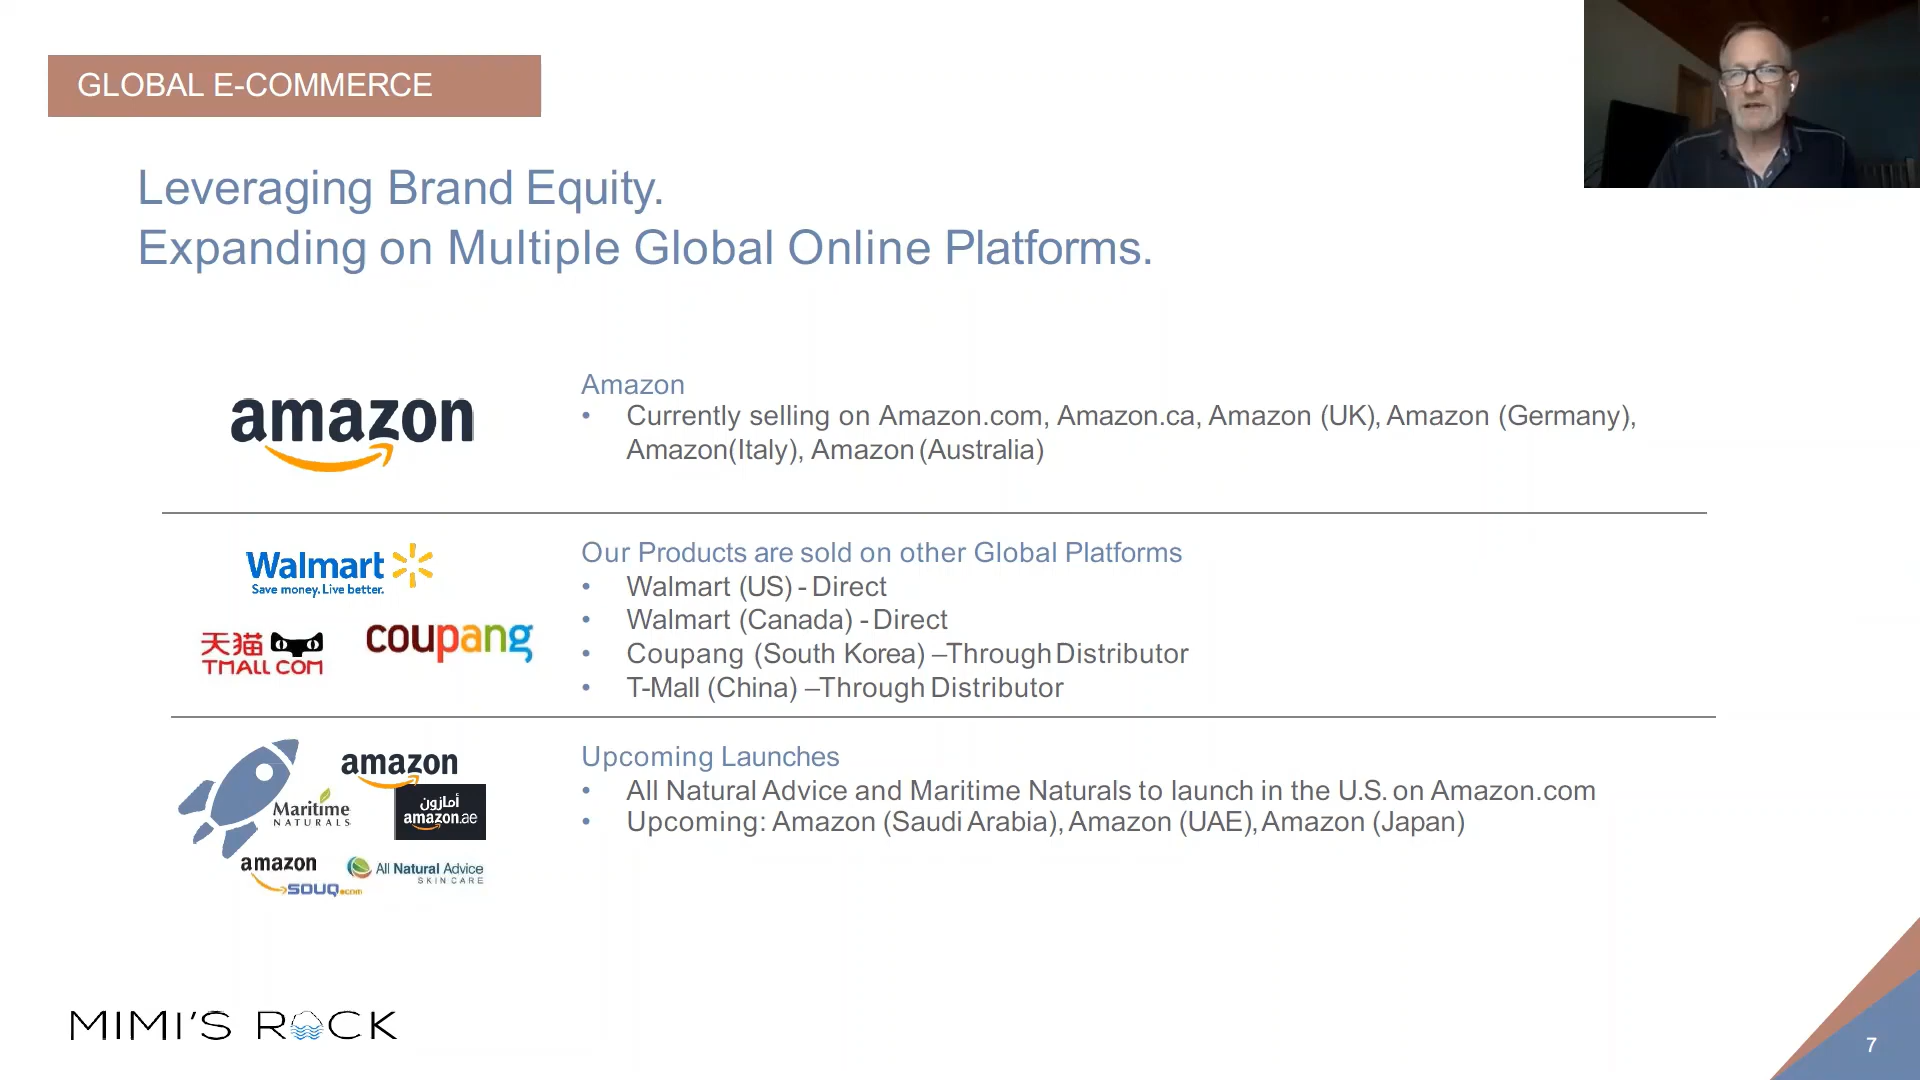 GLOBAL E-COMMERCE
Leveraging Brand Equity.
Expanding on Multiple Global Online Platforms.
amazon
Amazon
• Currently selling on Amazon.com, Amazon.ca, Amazon (UK), Amazon (Germany),
Amazon(Italy), Amazon (Australia)
Walmart
Save money. Live better.
天猫
TMALL.COM
coupang
Our Products are sold on other Global Platforms
• Walmart (US) - Direct
• Walmart (Canada) - Direct
• Coupang (South Korea) –Through Distributor
• T-Mall (China) –Through Distributor
amazon
Maritime
NATURALS
أمازون
amazon.ae
amazon
souq.com
All Natural Advice
SKIN CARE
Upcoming Launches
• All Natural Advice and Maritime Naturals to launch in the U.S. on Amazon.com
• Upcoming: Amazon (Saudi Arabia), Amazon (UAE), Amazon (Japan)
MIMI'S ROCK
7